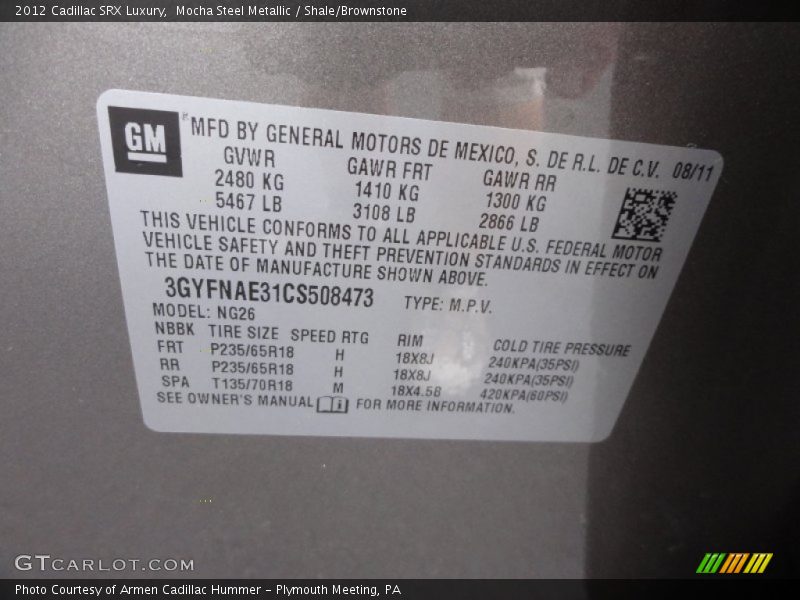 2012 Cadillac SRX Luxury,  Mocha Steel Metallic / Shale/Brownstone
GM
MFD BY GENERAL MOTORS DE MEXICO, S. DE R.L. DE C.V. 08/11
GVWR GAWR FRT GAWR RR
2480 KG 1410 KG 1300 KG
5467 LB 3108 LB 2866 LB
THIS VEHICLE CONFORMS TO ALL APPLICABLE U.S. FEDERAL MOTOR
VEHICLE SAFETY AND THEFT PREVENTION STANDARDS IN EFFECT ON
THE DATE OF MANUFACTURE SHOWN ABOVE.
3GYFNAE31CS508473 TYPE: M.P.V.
MODEL: NG26
NBBK TIRE SIZE SPEED RTG RIM COLD TIRE PRESSURE
FRT P235/65R18 H 18X8J 240KPA(35PSI)
RR P235/65R18 H 18X8J 240KPA(35PSI)
SPA T135/70R18 M 18X4.5B 420KPA(60PSI)
SEE OWNER'S MANUAL FOR MORE INFORMATION.
GTCARLOT.COM
Photo Courtesy of Armen Cadillac Hummer - Plymouth Meeting, PA